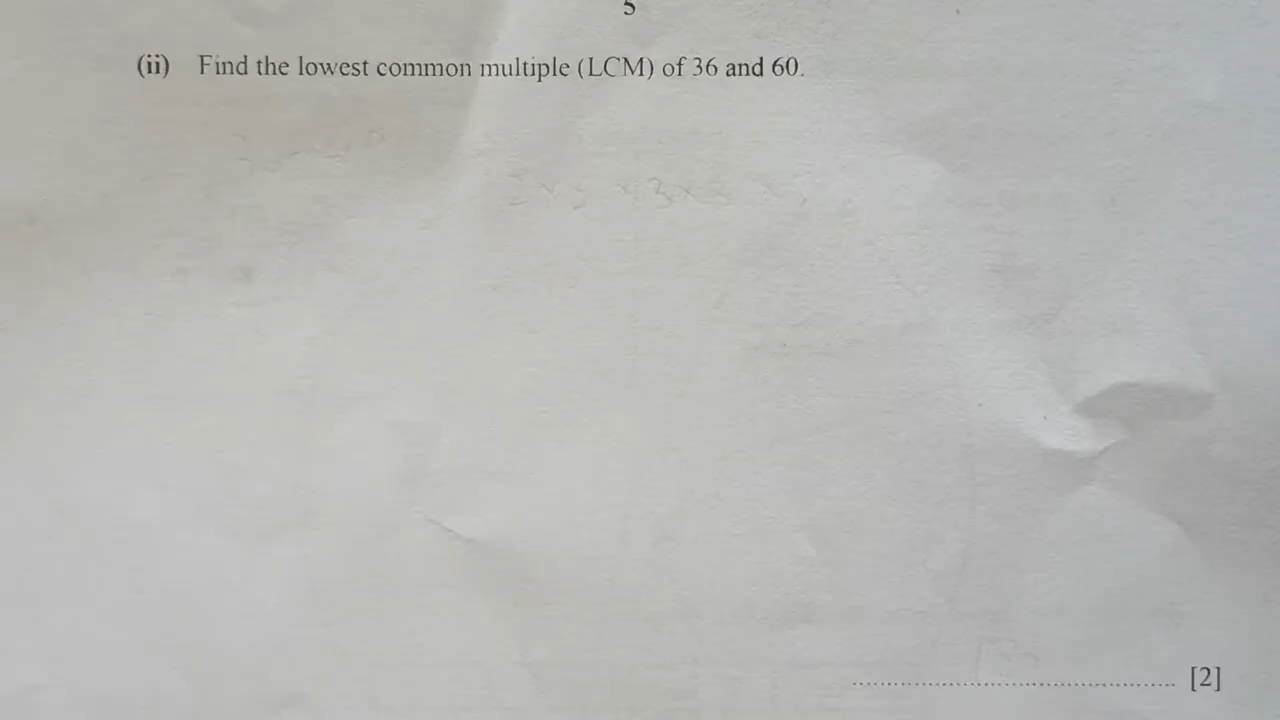 5
(ii) Find the lowest common multiple (LCM) of 36 and 60.
........................................ [2]